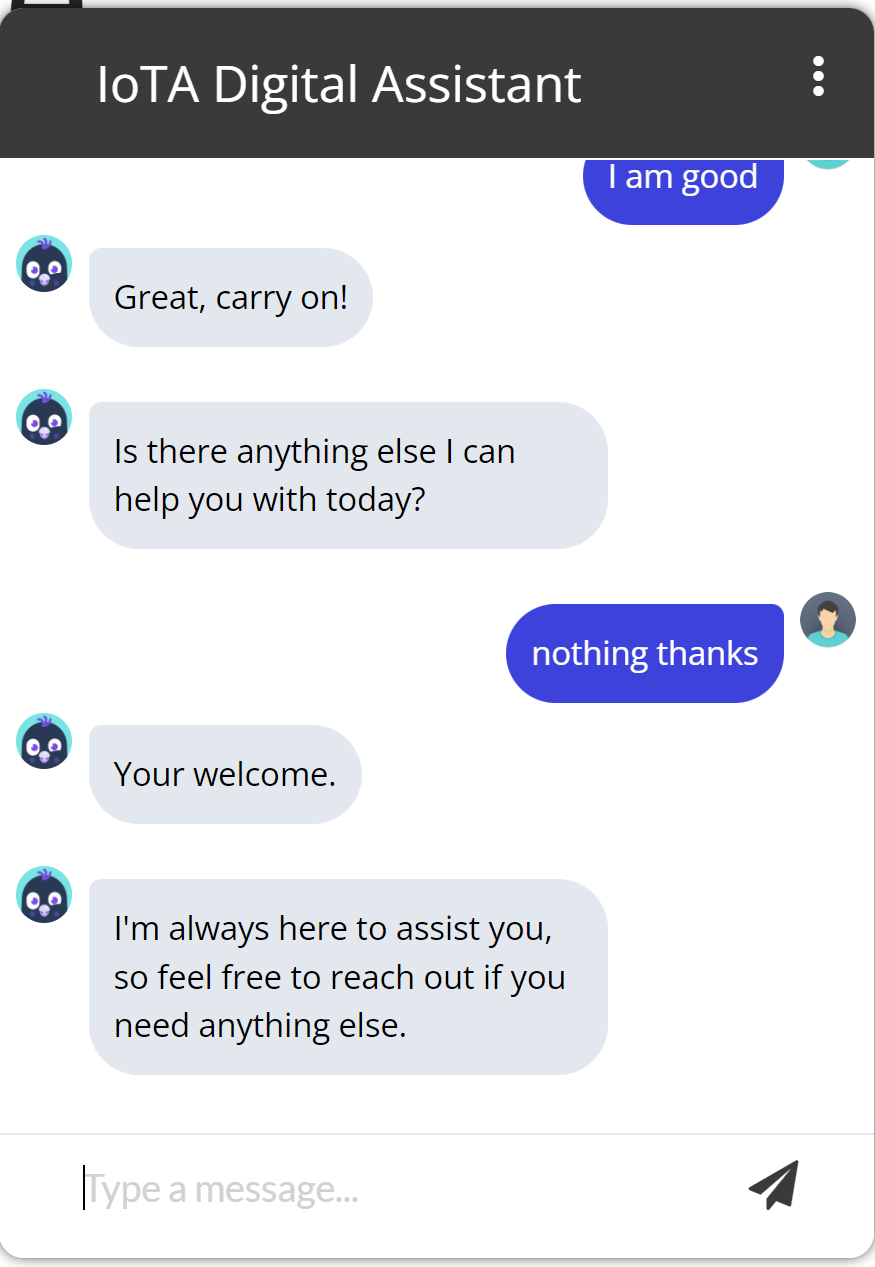 IoTA Digital Assistant
I am good
Great, carry on!
Is there anything else I can
help you with today?
nothing thanks
Your welcome.
I'm always here to assist you,
so feel free to reach out if you
need anything else.
Type a message...